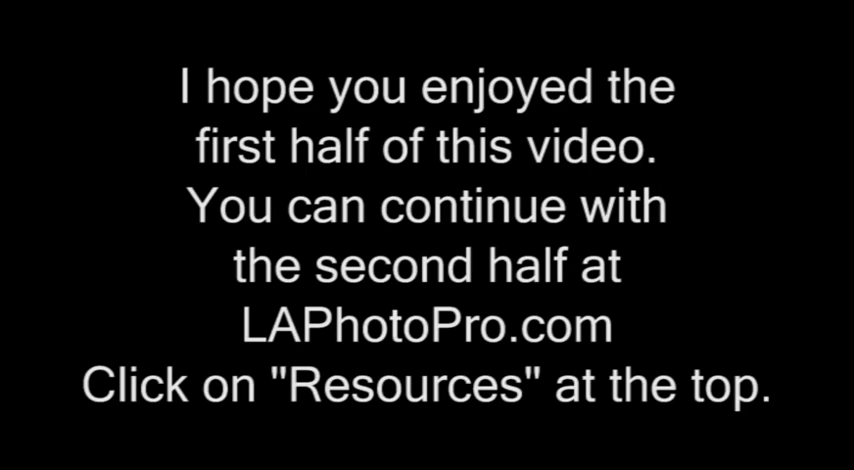 I hope you enjoyed the
first half of this video.
You can continue with
the second half at
LAPhotoPro.com
Click on "Resources" at the top.